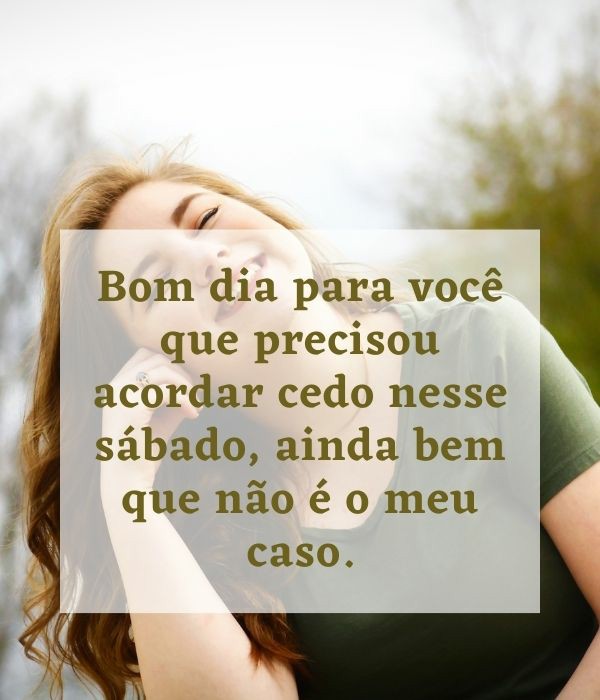 Bom dia para você
que precisou
acordar cedo nesse
sábado, ainda bem
que não é o meu
caso.